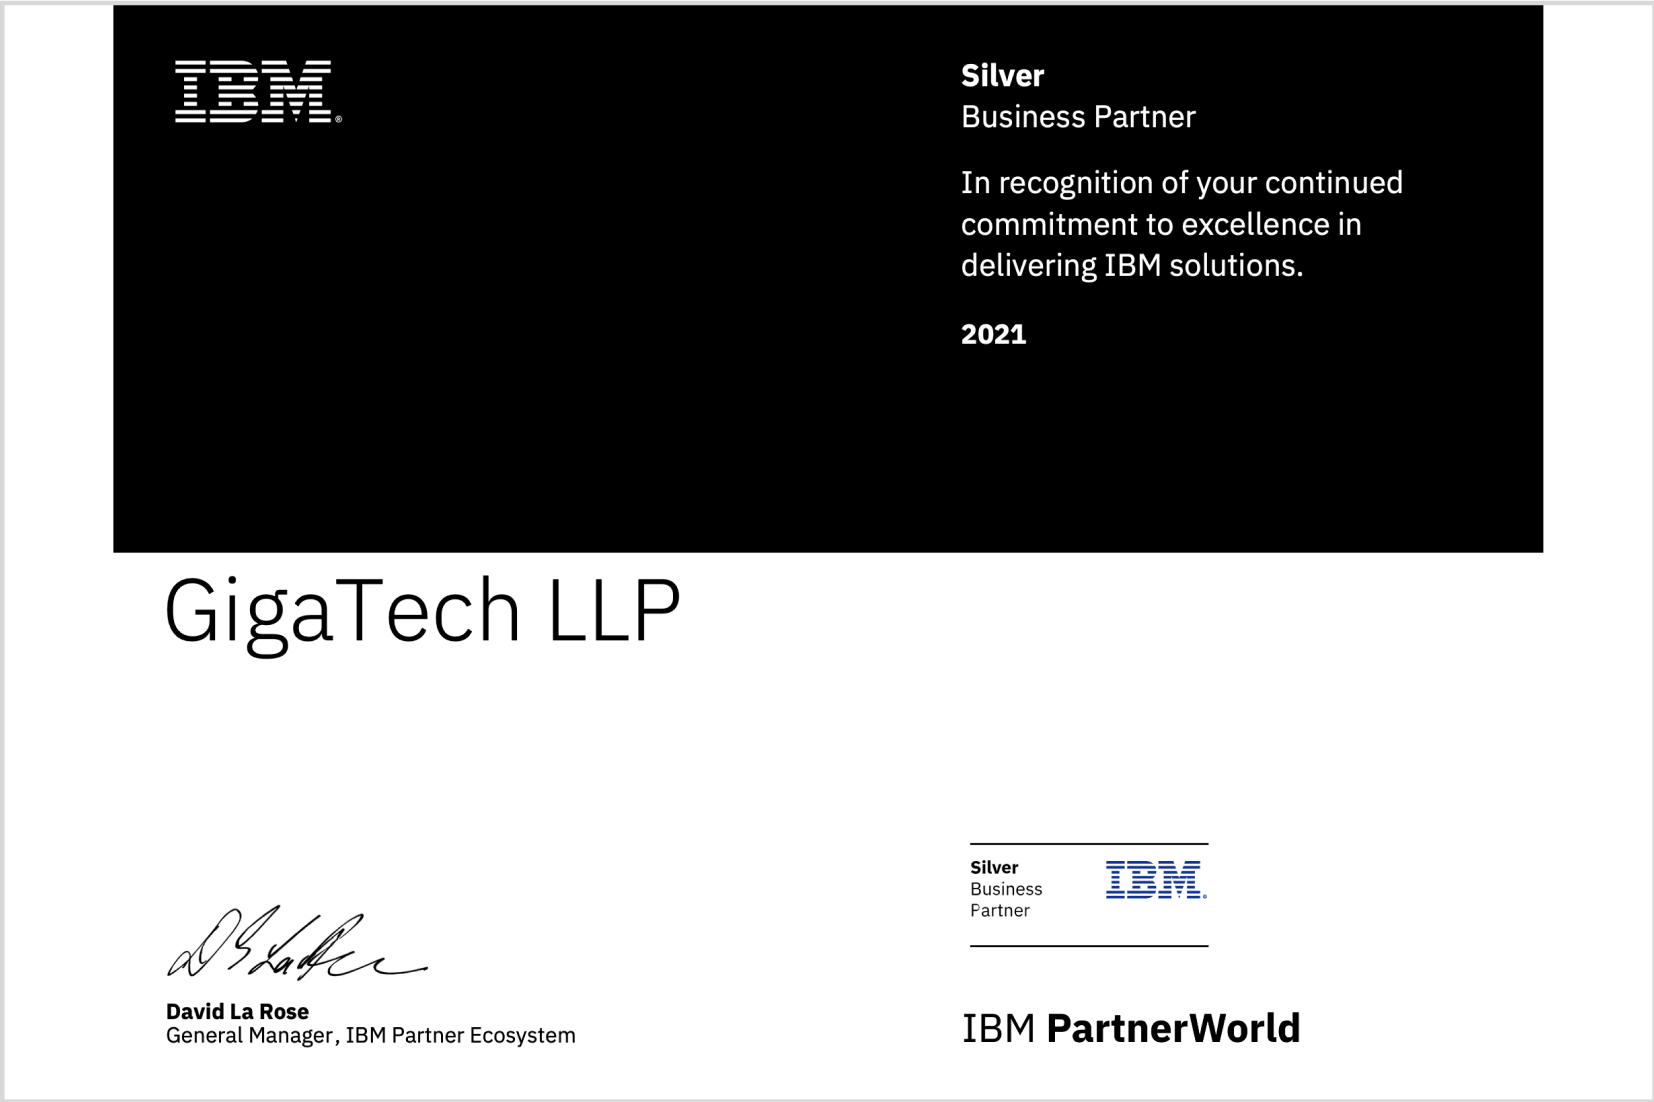 IBM®
Silver
Business Partner
In recognition of your continued
commitment to excellence in
delivering IBM solutions.
2021
GigaTech LLP
David La Rose
General Manager, IBM Partner Ecosystem
Silver
Business
Partner
IBM®
IBM PartnerWorld